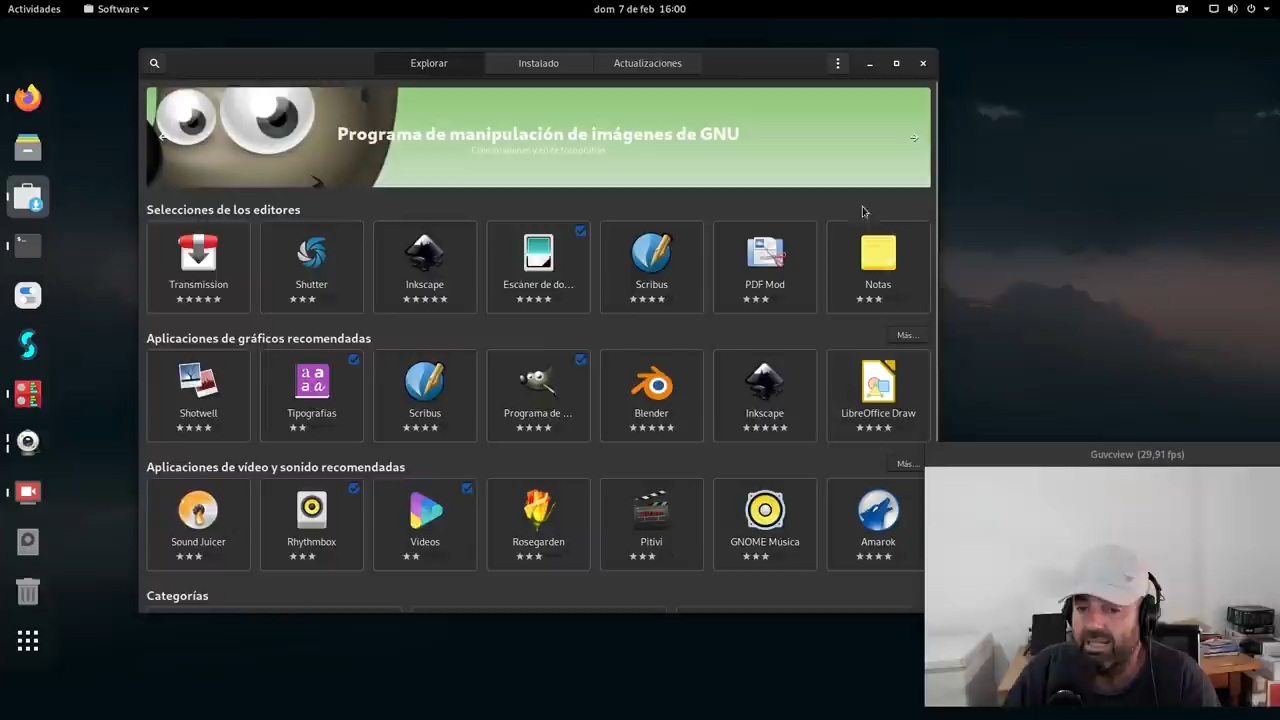 Actividades
Software
dom 7 de feb 16:00
Explorar
Instalado
Actualizaciones
Programa de manipulación de imágenes de GNU
Selecciones de los editores
Transmission
Shutter
Inkscape
Escáner de do...
Scribus
PDF Mod
Notas
Aplicaciones de gráficos recomendadas
Más...
Shotwell
Tipografías
Scribus
Programa de ...
Blender
Inkscape
LibreOffice Draw
Aplicaciones de vídeo y sonido recomendadas
Más...
Sound Juicer
Rhythmbox
Videos
Rosegarden
Pitivi
GNOME Música
Amarok
Categorías
Guvcview (29,91 fps)